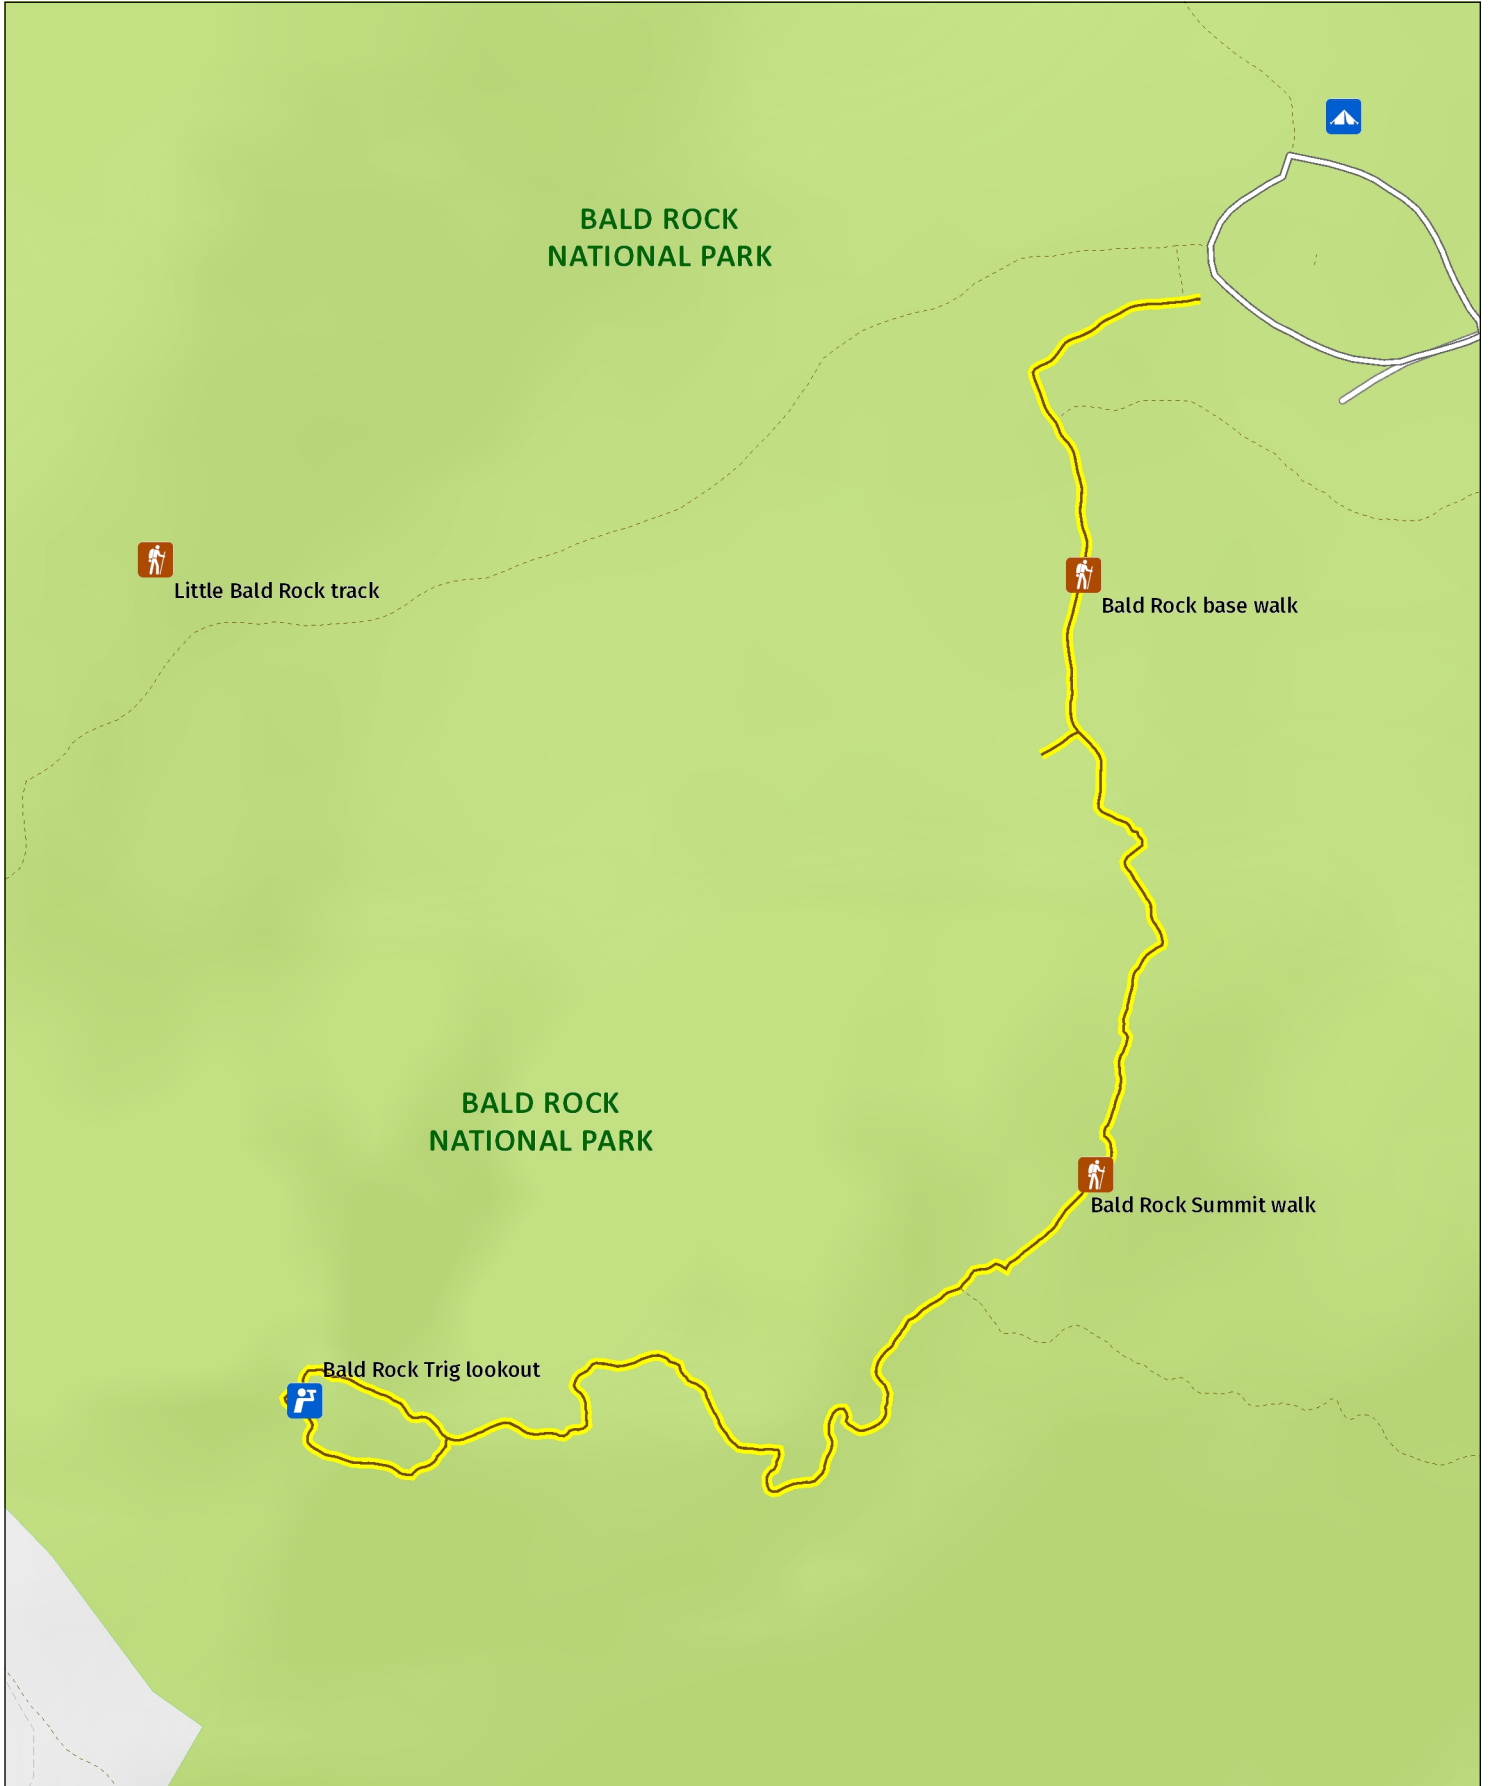 BALD ROCK
NATIONAL PARK
Little Bald Rock track
Bald Rock base walk
BALD ROCK
NATIONAL PARK
Bald Rock Summit walk
Bald Rock Trig lookout